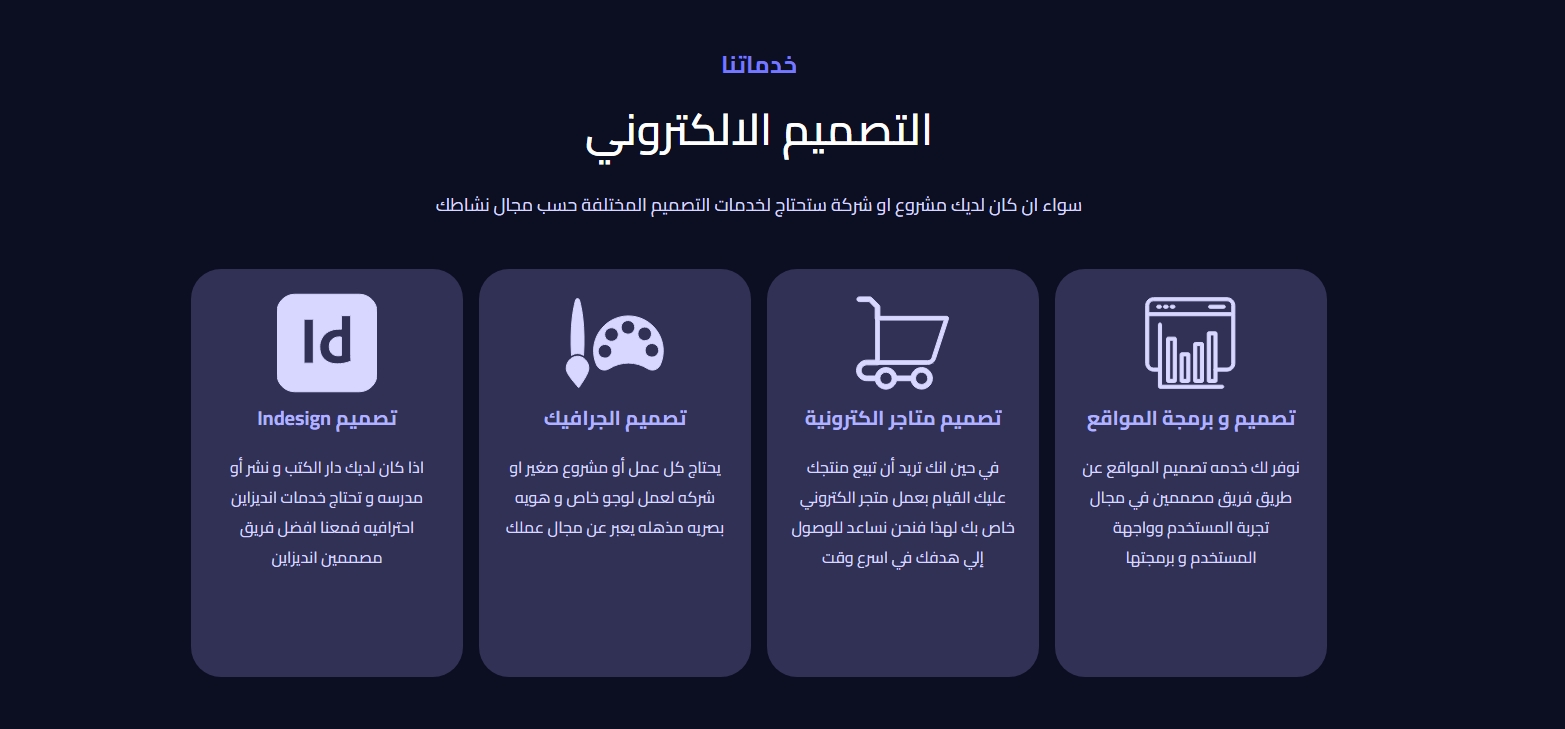 خدماتنا
التصميم الالكتروني
سواء ان كان لديك مشروع او شركة ستحتاج لخدمات التصميم المختلفة حسب مجال نشاطك
تصميم و برمجة المواقع
نوفر لك خدمه تصميم المواقع عن
طريق فريق مصممين في مجال
تجربة المستخدم وواجهة
المستخدم و برمجتها
تصميم متاجر الكترونية
في حين انك تريد أن تبيع منتجك
عليك القيام بعمل متجر الكتروني
خاص بك لهذا فنحن نساعد للوصول
إلي هدفك في اسرع وقت
تصميم الجرافيك
يحتاج كل عمل أو مشروع صغير او
شركه لعمل لوجو خاص و هويه
بصريه مذهله يعبر عن مجال عملك
Id
تصميم Indesign
اذا كان لديك دار الكتب و نشر أو
مدرسه و تحتاج خدمات انديزاين
احترافيه فمعنا افضل فريق
مصممين انديزاين